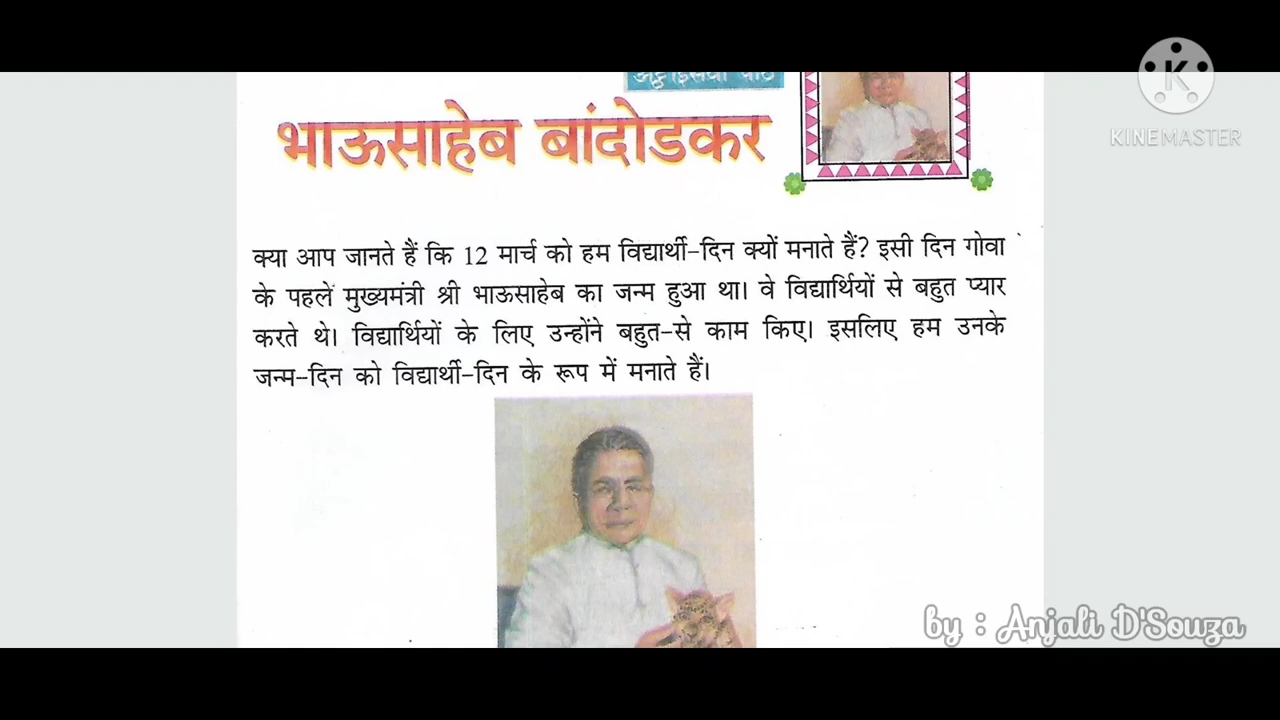 KINEMASTER
भाऊसाहेब बांदोडकर
क्या आप जानते हैं कि 12 मार्च को हम विद्यार्थी-दिन क्यों मनाते हैं? इसी दिन गोवा
के पहले मुख्यमंत्री श्री भाऊसाहेब का जन्म हुआ था। वे विद्यार्थियों से बहुत प्यार
करते थे। विद्यार्थियों के लिए उन्होंने बहुत-से काम किए। इसलिए हम उनके
जन्म-दिन को विद्यार्थी-दिन के रूप में मनाते हैं।
by : Anjali D'Souza